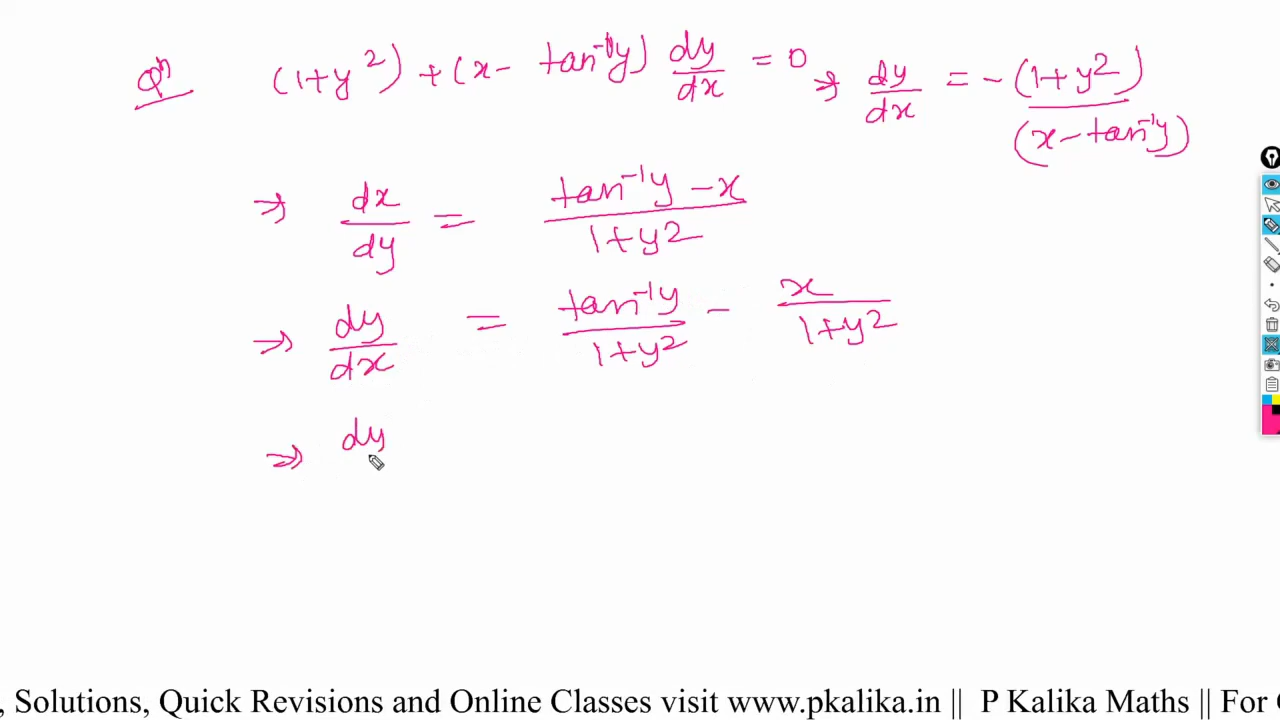 Qⁿ (1+y²) + (x - tan⁻¹y) dy/dx = 0 ⇒ dy/dx = -(1+y²)/(x - tan⁻¹y)
⇒ dx/dy = (tan⁻¹y - x)/(1+y2)
⇒ dy/dx = tan⁻¹y/(1+y²) - x/(1+y²)
⇒ dy
, Solutions, Quick Revisions and Online Classes visit www.pkalika.in || P Kalika Maths || For